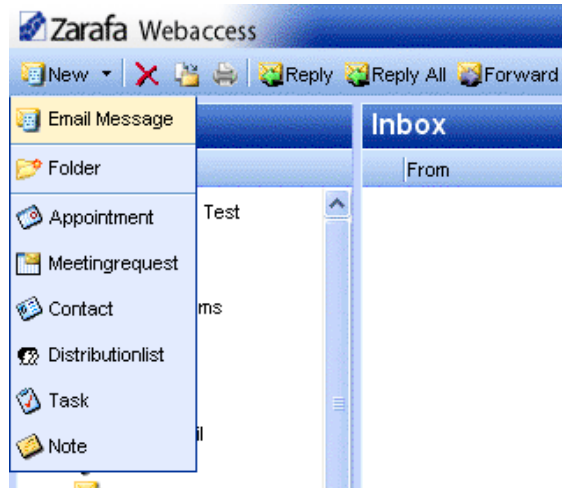 Zarafa Webaccess
New Reply Reply All Forward
Email Message
Inbox
Folder
From
Appointment
Test
Meetingrequest
Contact
ms
Distributionlist
Task
Note
il